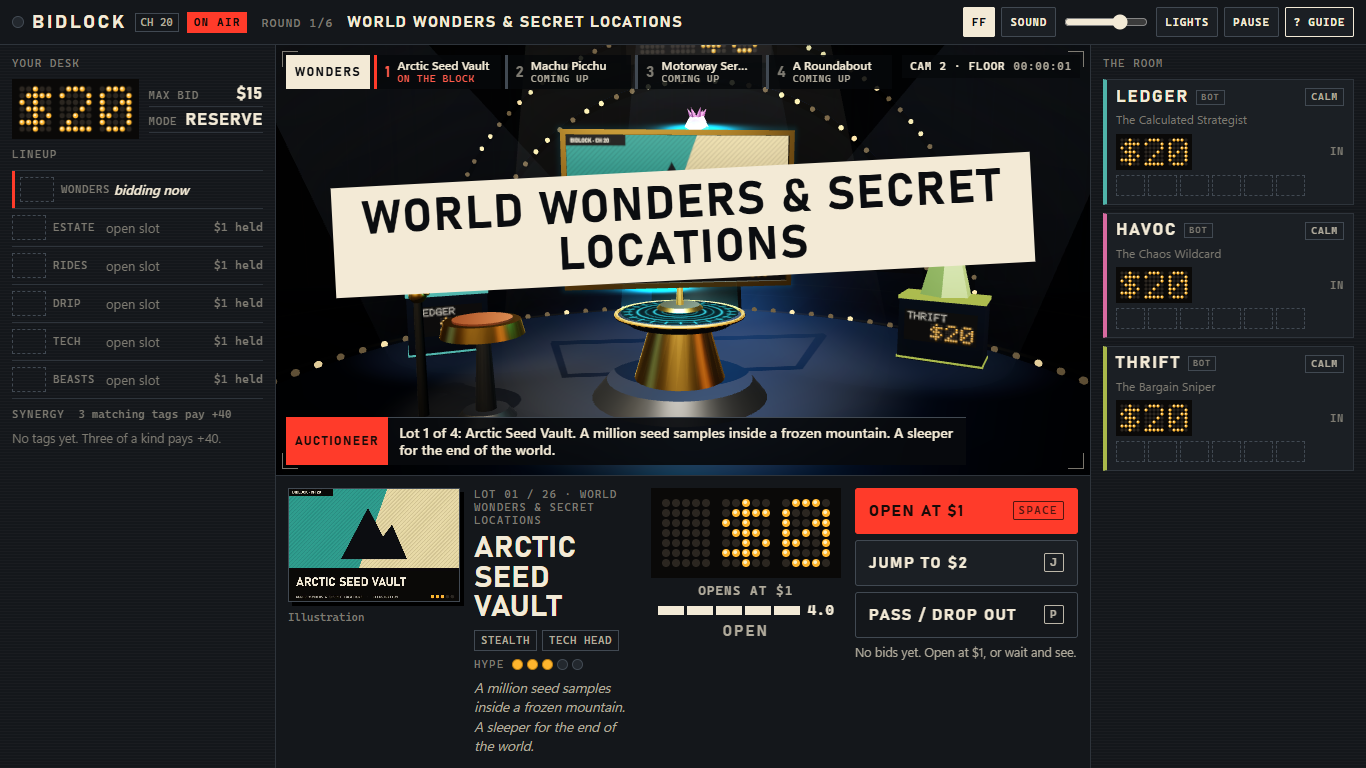 BIDLOCK CH 20 ON AIR ROUND 1/6 WORLD WONDERS & SECRET LOCATIONS FF SOUND LIGHTS PAUSE ? GUIDE
YOUR DESK
$20
MAX BID $15
MODE RESERVE
LINEUP
WONDERS bidding now
ESTATE open slot $1 held
RIDES open slot $1 held
DRIP open slot $1 held
TECH open slot $1 held
BEASTS open slot $1 held
SYNERGY 3 matching tags pay +40
No tags yet. Three of a kind pays +40.
WONDERS
1 Arctic Seed Vault
ON THE BLOCK
2 Machu Picchu
COMING UP
3 Motorway Ser...
COMING UP
4 A Roundabout
COMING UP
CAM 2 · FLOOR 00:00:01
WORLD WONDERS & SECRET
LOCATIONS
THRIFT
$20
AUCTIONEER
Lot 1 of 4: Arctic Seed Vault. A million seed samples inside a frozen mountain. A sleeper
for the end of the world.
ARCTIC SEED VAULT
Illustration
LOT 01 / 26 · WORLD
WONDERS & SECRET
LOCATIONS
ARCTIC
SEED
VAULT
STEALTH TECH HEAD
HYPE
A million seed samples
inside a frozen mountain.
A sleeper for the end of
the world.
$0
OPENS AT $1
4.0
OPEN
OPEN AT $1 SPACE
JUMP TO $2 J
PASS / DROP OUT P
No bids yet. Open at $1, or wait and see.
THE ROOM
LEDGER BOT CALM
The Calculated Strategist
$20 IN
HAVOC BOT CALM
The Chaos Wildcard
$20 IN
THRIFT BOT CALM
The Bargain Sniper
$20 IN